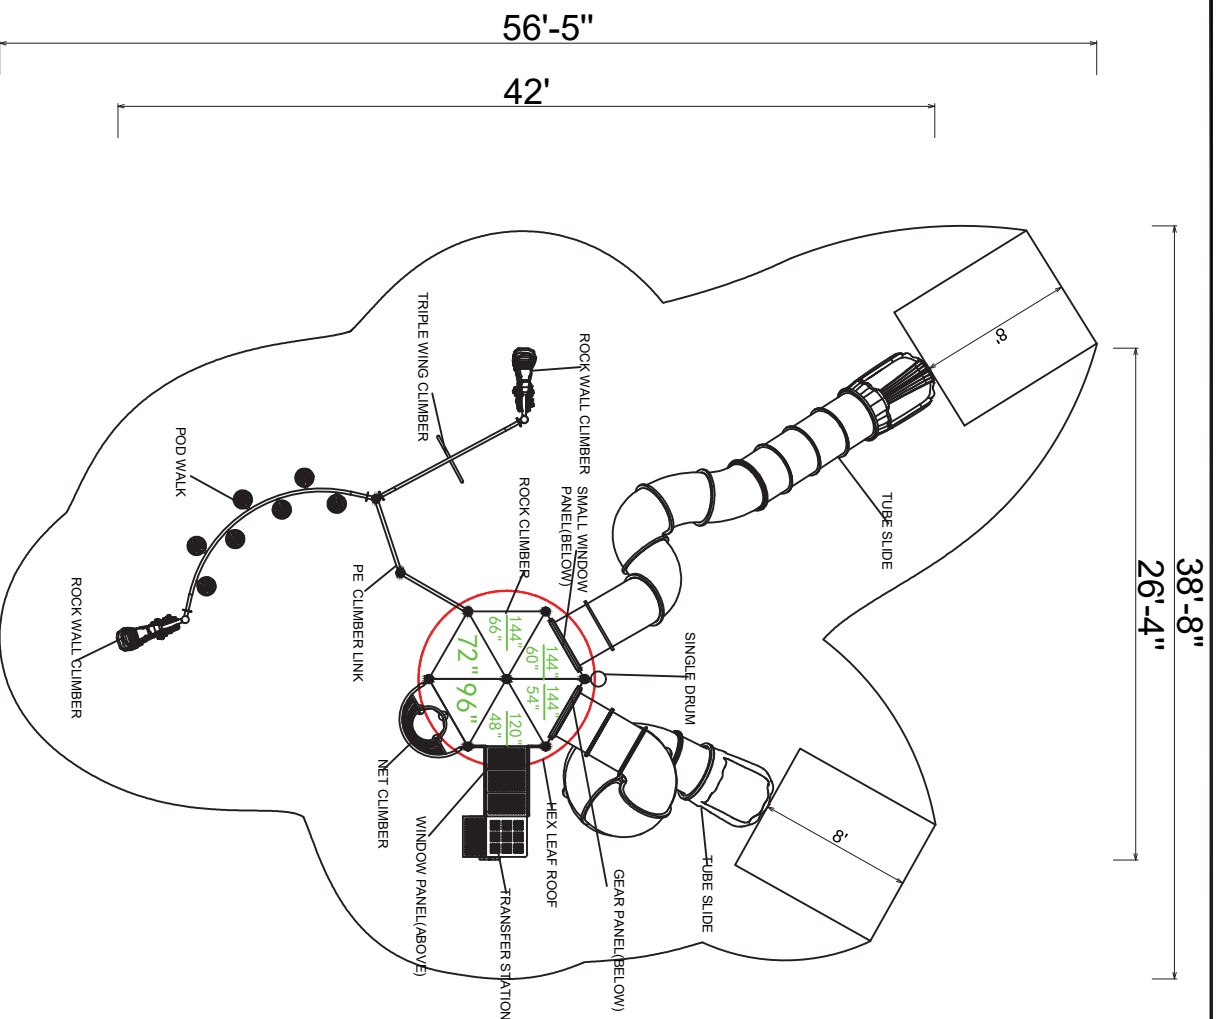 56'-5"
42'
38'-8"
26'-4"
8'
TUBE SLIDE
ROCK WALL CLIMBER
TRIPLE WING CLIMBER
SMALL WINDOW
PANEL(BELOW)
ROCK CLIMBER
POD WALK
PE CLIMBER LINK
ROCK WALL CLIMBER
SINGLE DRUM
144"
66"
144"
60"
72"
144"
54"
96"
120"
48"
NET CLIMBER
HEX LEAF ROOF
WINDOW PANEL(ABOVE)
TRANSFER STATION
GEAR PANEL(BELOW)
TUBE SLIDE
8'